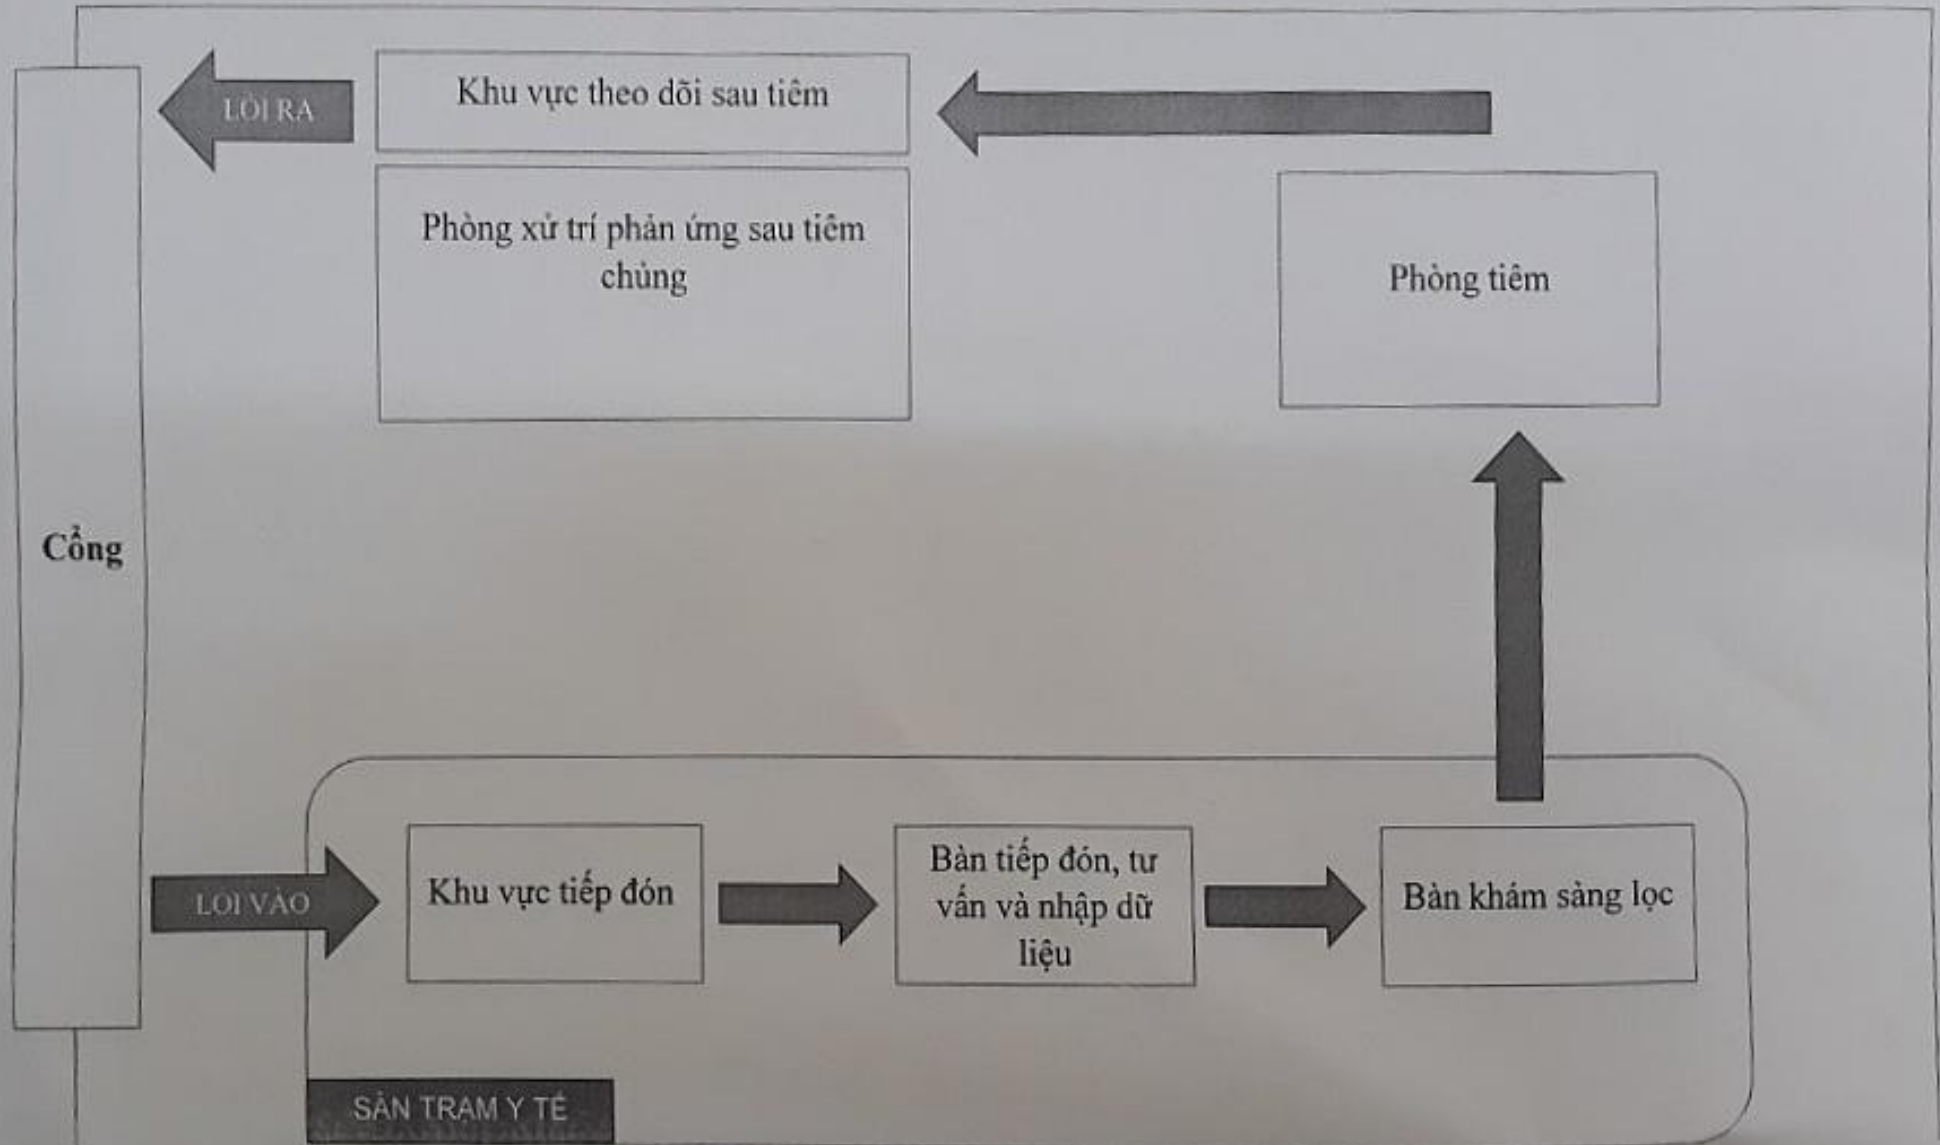 LỐI RA
Khu vực theo dõi sau tiêm
Phòng xử trí phản ứng sau tiêm
chủng
Phòng tiêm
Cổng
LOI VÀO
Khu vực tiếp đón
Bàn tiếp đón, tư
vấn và nhập dữ
liệu
Bàn khám sàng lọc
SÀN TRẠM Y TẾ